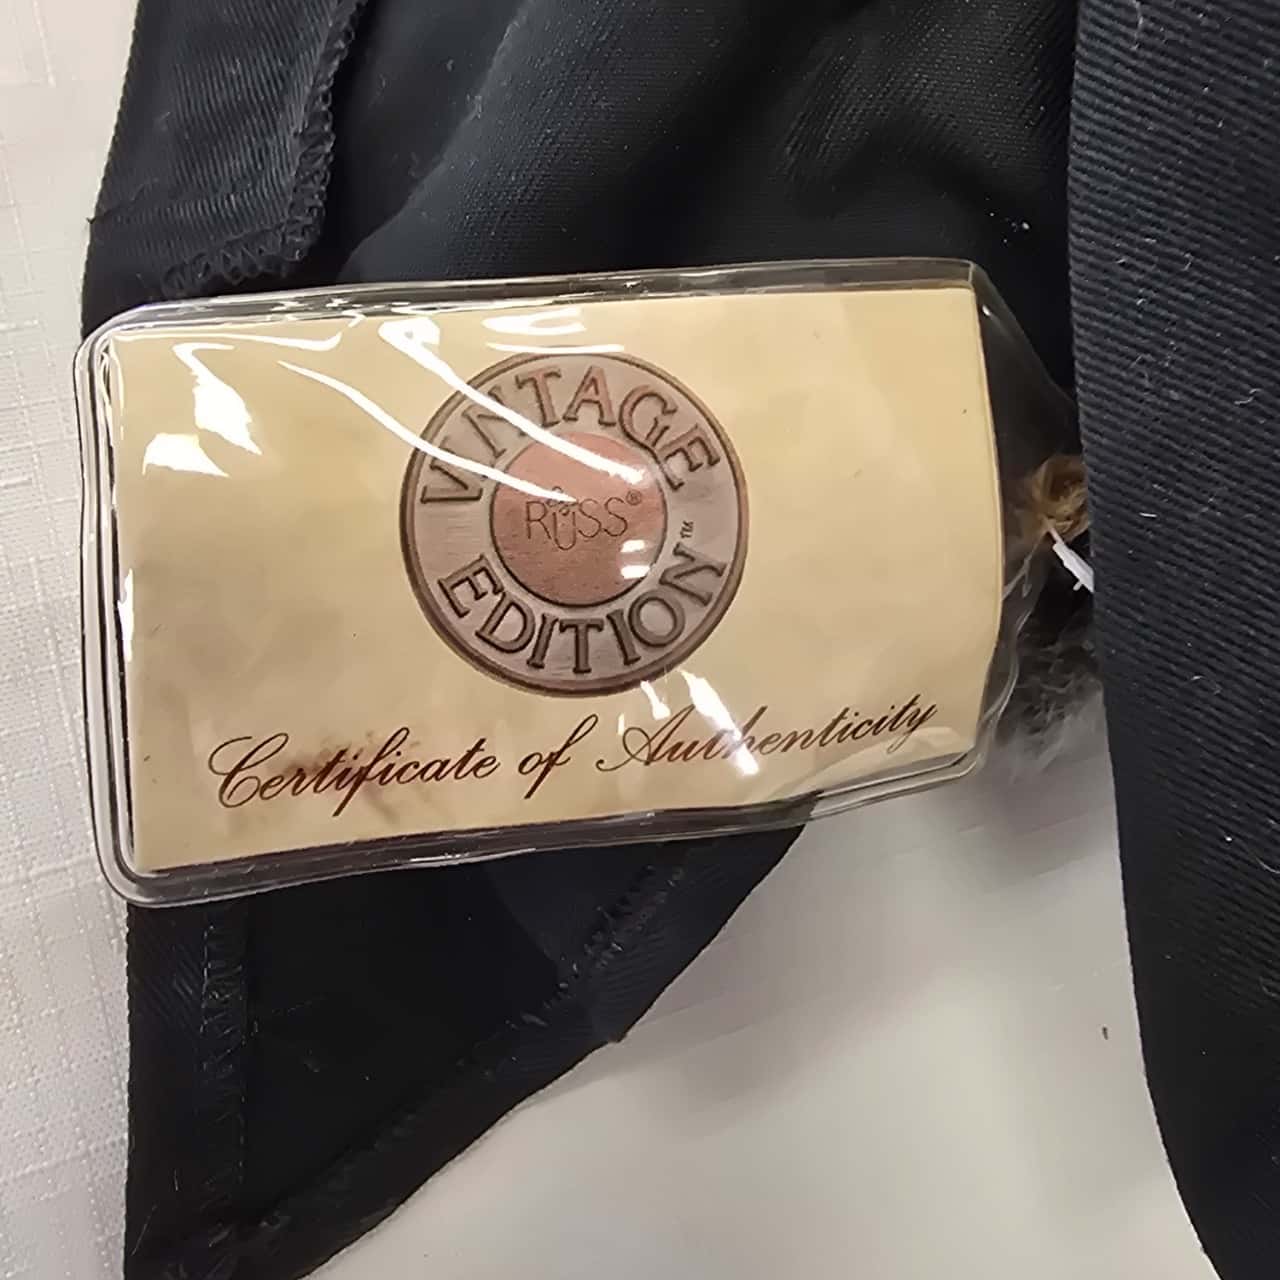 VINTAGE
RUSS®
EDITION™
Certificate of Authenticity